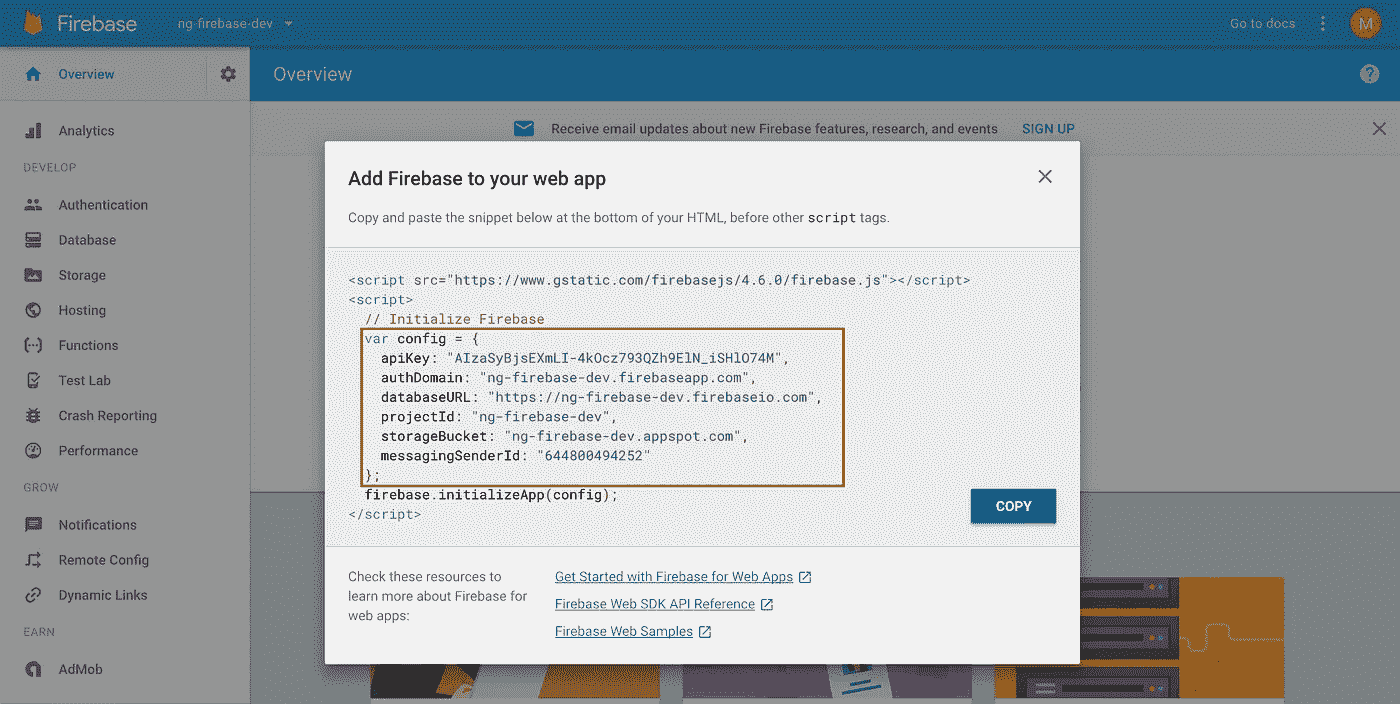 Firebase
ng-firebase-dev
Go to docs
M
Overview
Overview
?
Analytics
DEVELOP
Authentication
Database
Storage
Hosting
Functions
Test Lab
Crash Reporting
Performance
GROW
Notifications
Remote Config
Dynamic Links
EARN
AdMob
Receive email updates about new Firebase features, research, and events SIGN UP
Add Firebase to your web app
Copy and paste the snippet below at the bottom of your HTML, before other script tags.
<script src="https://www.gstatic.com/firebasejs/4.6.0/firebase.js"></script>
<script>
// Initialize Firebase
var config = {
apiKey: "AIzaSyBjsEXmLI-4kOcz793QZh9ElN_iSHlO74M",
authDomain: "ng-firebase-dev.firebaseapp.com",
databaseURL: "https://ng-firebase-dev.firebaseio.com",
projectId: "ng-firebase-dev",
storageBucket: "ng-firebase-dev.appspot.com",
messagingSenderId: "644800494252"
};
firebase.initializeApp(config);
</script>
COPY
Check these resources to
learn more about Firebase for
web apps:
Get Started with Firebase for Web Apps
Firebase Web SDK API Reference
Firebase Web Samples